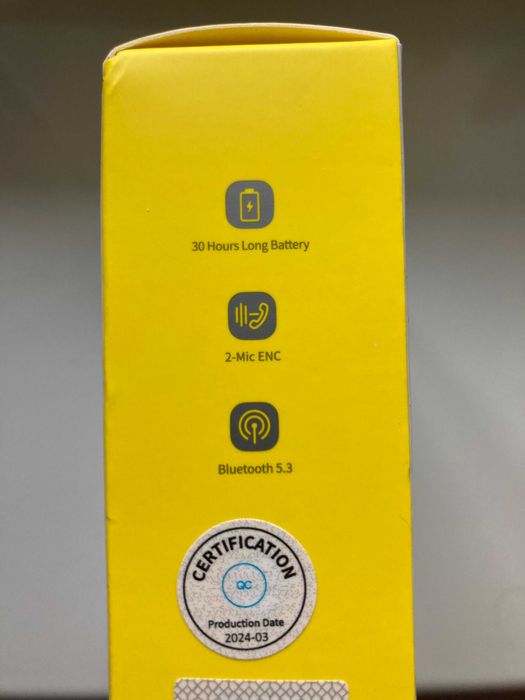 30 Hours Long Battery
2-Mic ENC
Bluetooth 5.3
CERTIFICATION
QC
Production Date
2024-03